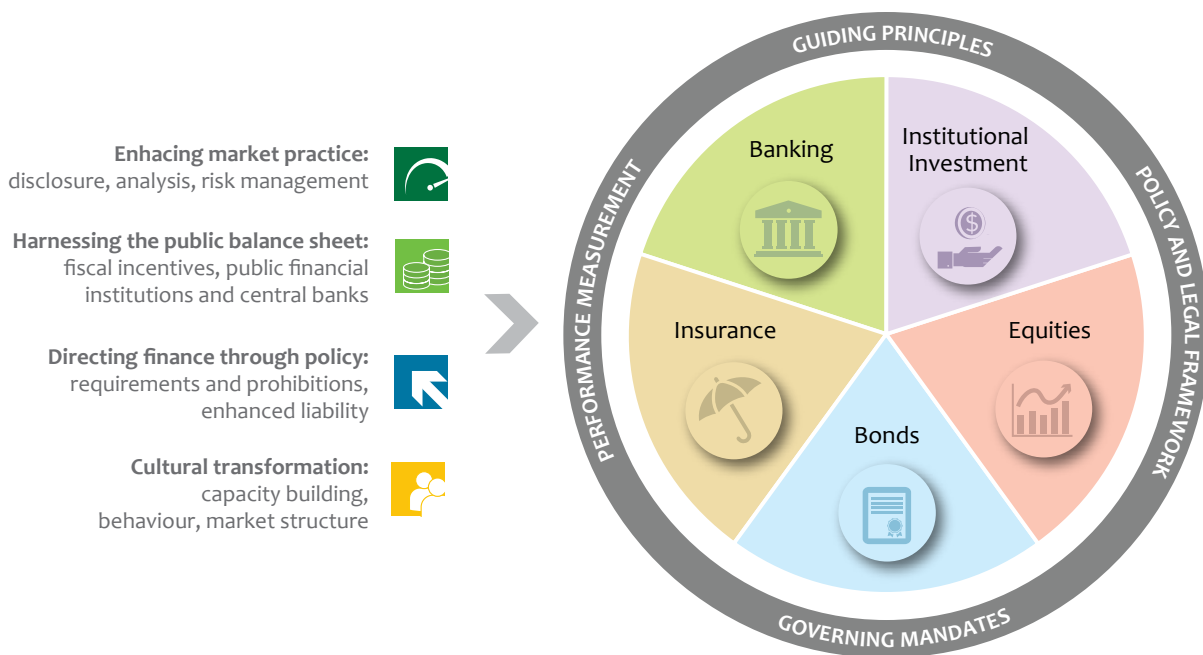 Enhacing market practice:
disclosure, analysis, risk management
Harnessing the public balance sheet:
fiscal incentives, public financial
institutions and central banks
Directing finance through policy:
requirements and prohibitions,
enhanced liability
Cultural transformation:
capacity building,
behaviour, market structure
GUIDING PRINCIPLES
POLICY AND LEGAL FRAMEWORK
GOVERNING MANDATES
PERFORMANCE MEASUREMENT
Banking
Institutional
Investment
$
Insurance
Equities
Bonds